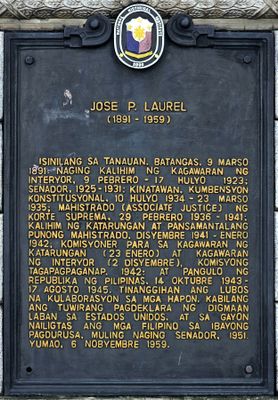 JOSE P. LAUREL
(1891 - 1959)
ISINILANG SA TANAUAN, BATANGAS, 9 MARSO
1891. NAGING KALIHIM NG KAGAWARAN NG
INTERYOR, 9 PEBRERO - 17 HULYO 1923;
SENADOR, 1925-1931; KINATAWAN, KUMBENSYON
KONSTITUSYONAL, 10 HULYO 1934 - 23 MARSO
1935; MAHISTRADO (ASSOCIATE JUSTICE) NG
KORTE SUPREMA, 29 PEBRERO 1936 - 1941;
KALIHIM NG KATARUNGAN AT PANSAMANTALANG
PUNONG MAHISTRADO, DISYEMBRE 1941 - ENERO
1942, KOMISYONER PARA SA KAGAWARAN NG
KATARUNGAN (23 ENERO) AT KAGAWARAN
NG INTERYOR (2 DISYEMBRE), KOMISYONG
TAGAPAGPAGANAP, 1942; AT PANGULO NG
REPUBLIKA NG PILIPINAS, 14 OKTUBRE 1943 -
17 AGOSTO 1945. TINANGGIHAN ANG LUBOS
NA KULABORASYON SA MGA HAPON, KABILANG
ANG TUWIRANG PAGDEKLARA NG DIGMAAN
LABAN SA ESTADOS UNIDOS, AT SA GAYON
NAILIGTAS ANG MGA FILIPINO SA IBAYONG
PAGDURUSA. MULING NAGING SENADOR, 1951.
YUMAO, 6 NOBYEMBRE 1959.